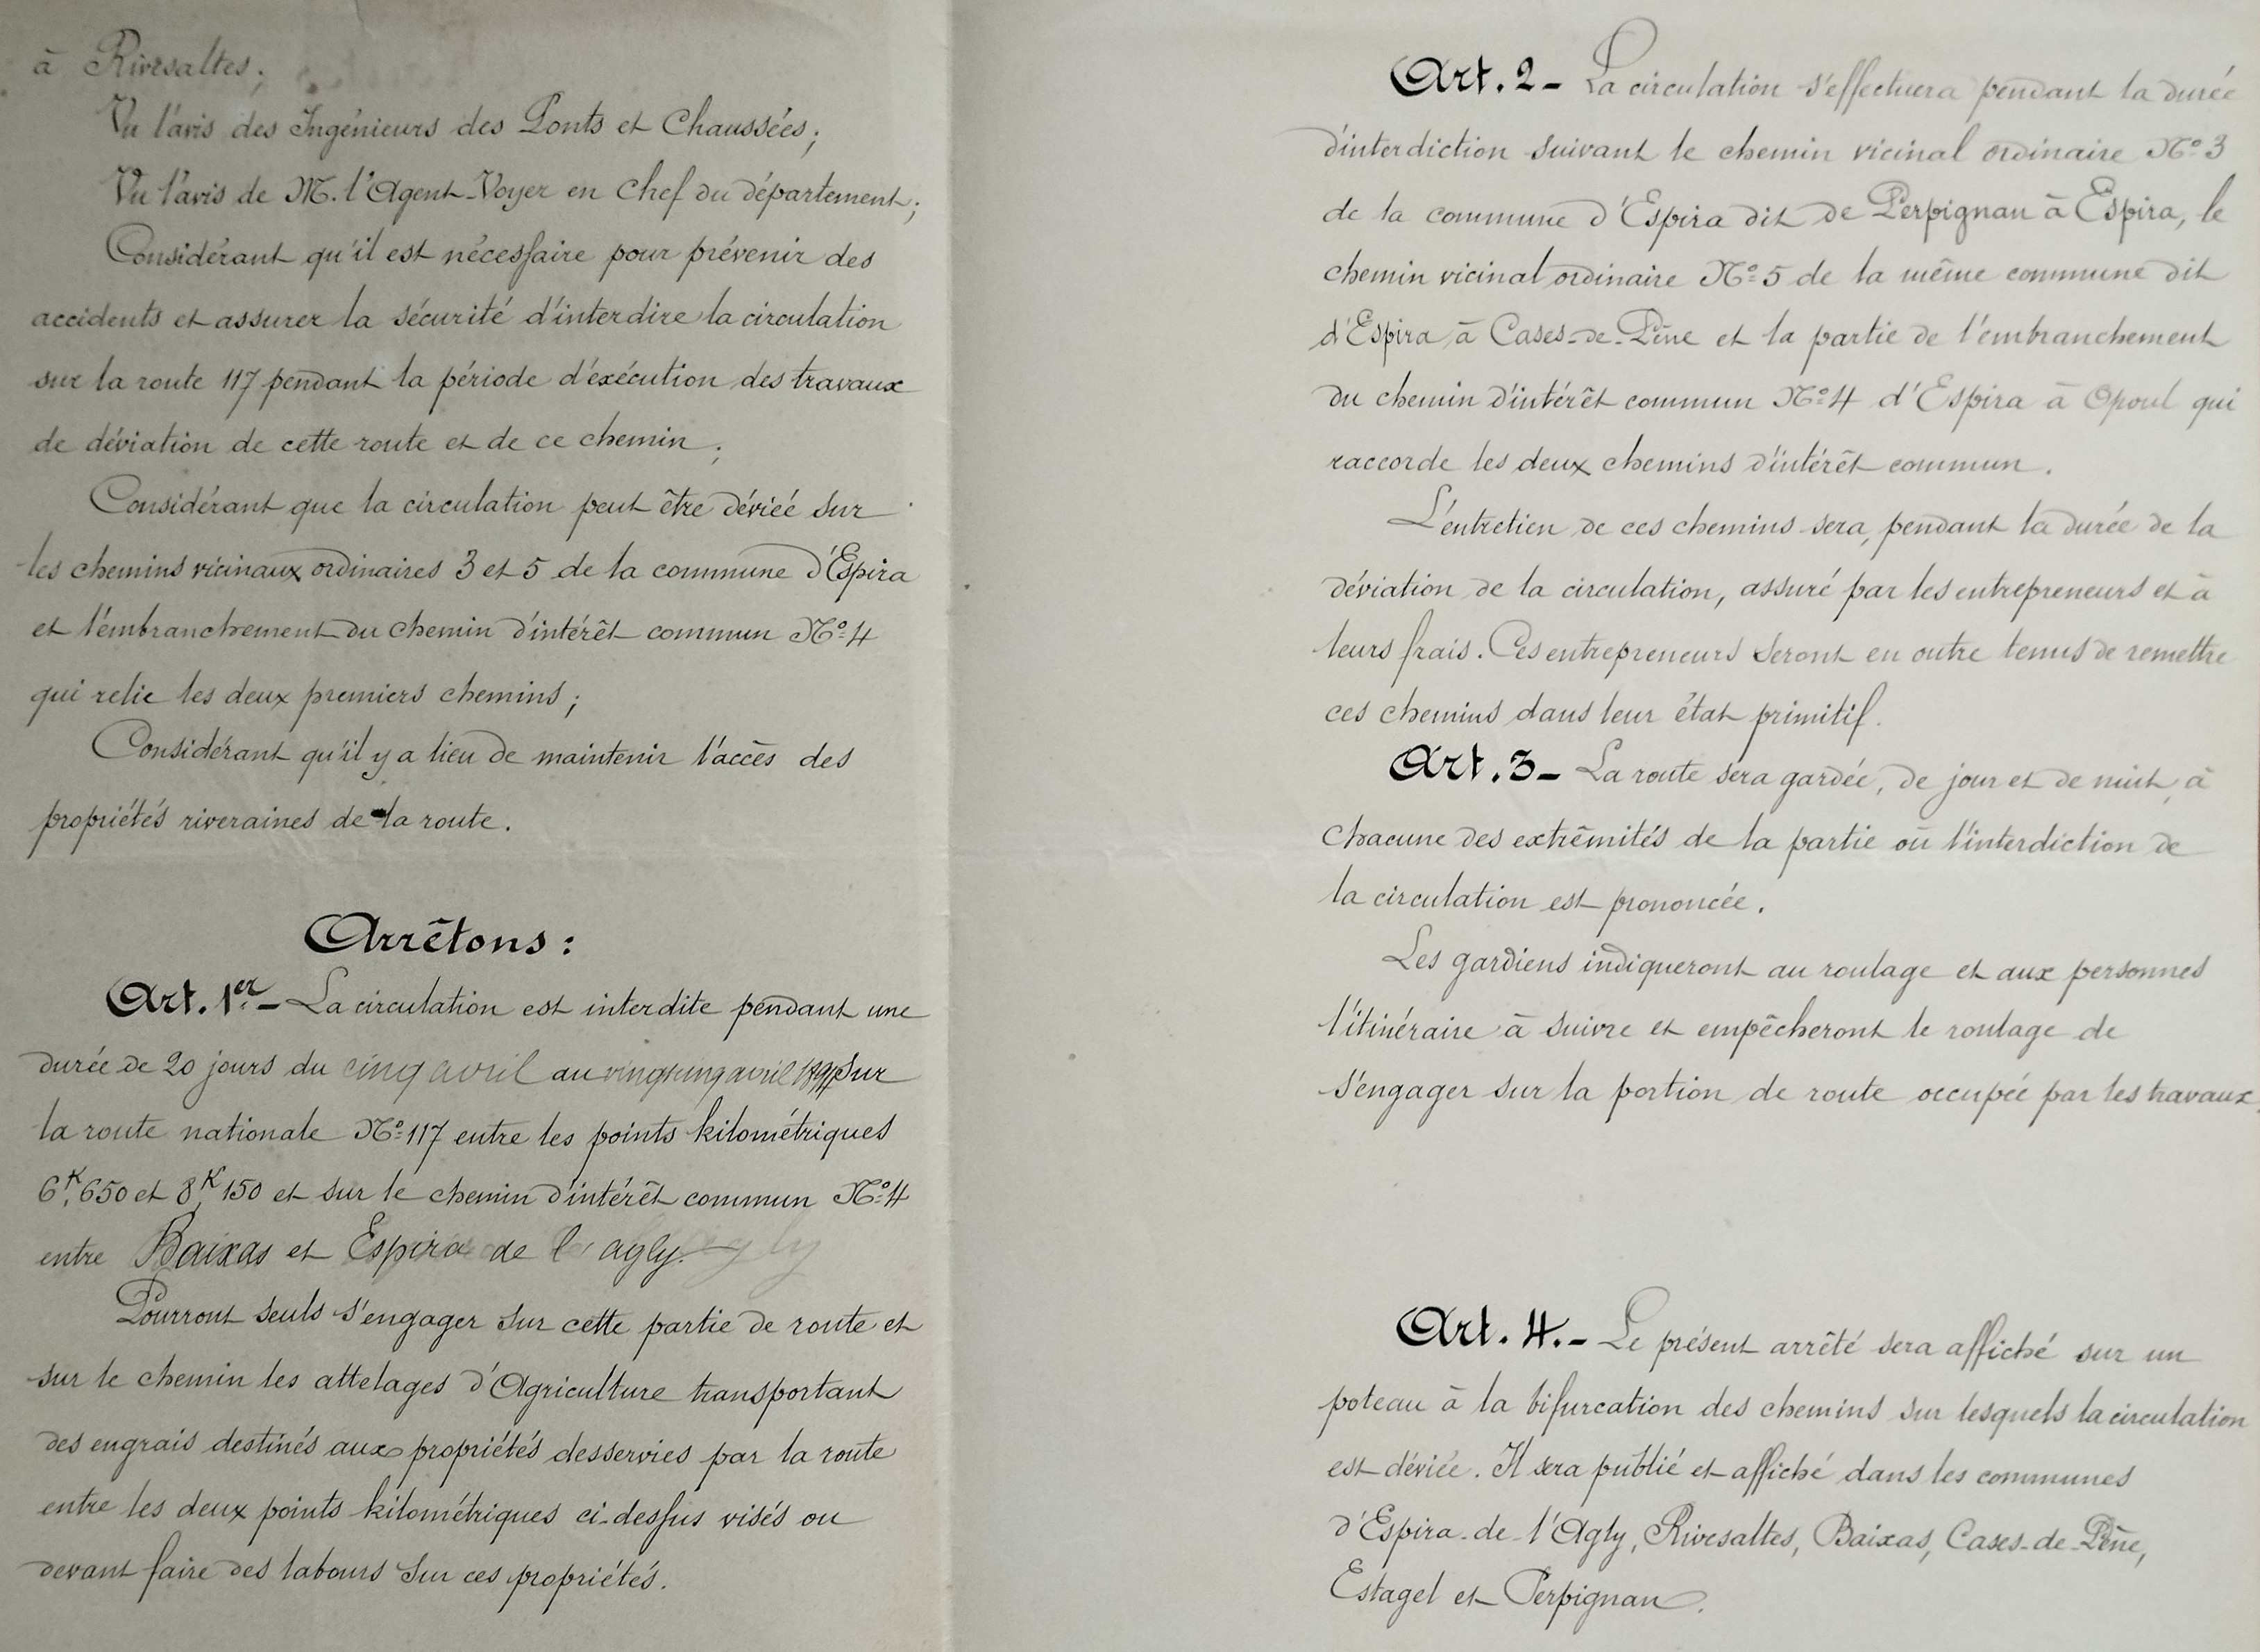 à Rivesaltes;
Vu l'avis des Ingénieurs des Ponts et Chaussées;
Vu l'avis de M. l'Agent-Voyer en Chef du département;
Considérant qu'il est nécessaire pour prévenir des
accidents et assurer la sécurité d'interdire la circulation
sur la route 117 pendant la période d'exécution des travaux
de déviation de cette route et de ce chemin;
Considérant que la circulation peut être déviée sur
les chemins vicinaux ordinaires 3 et 5 de la commune d'Espira
et l'embranchement du chemin d'intérêt commun Nº 4
qui relie les deux premiers chemins;
Considérant qu'il y a lieu de maintenir l'accès des
propriétés riveraines de la route.
Arrêtons:
Art. 1er.- La circulation est interdite pendant une
durée de 20 jours du cinq avril au vingt cinq avril sur
la route nationale Nº 117 entre les points kilométriques
6K,650 et 8K,150 et sur le chemin d'intérêt commun Nº 4
entre Baixas et Espira de l'agly.
Pourront seuls s'engager sur cette partie de route et
sur le chemin les attelages d'Agriculture transportant
des engrais destinés aux propriétés desservies par la route
entre les deux points kilométriques ci-dessus visés ou
devant faire des labours sur ces propriétés.
Art. 2- La circulation s'effectuera pendant la durée
d'interdiction suivant le chemin vicinal ordinaire Nº 3
de la commune d'Espira dit de Perpignan à Espira, le
chemin vicinal ordinaire Nº 5 de la même commune dit
d'Espira à Cases-de-Pène et la partie de l'embranchement
du chemin d'intérêt commun Nº 4 d'Espira à Opoul qui
raccorde les deux chemins d'intérêt commun.
L'entretien de ces chemins sera, pendant la durée de la
déviation de la circulation, assuré par les entrepreneurs et à
leurs frais. Ces entrepreneurs seront en outre tenus de remettre
ces chemins dans leur état primitif.
Art. 3- La route sera gardée, de jour et de nuit, à
chacune des extrêmités de la partie où l'interdiction de
la circulation est prononcée.
Les gardiens indiqueront au roulage et aux personnes
l'itinéraire à suivre et empêcheront le roulage de
s'engager sur la portion de route occupée par les travaux.
Art. 4.- Le présent arrêté sera affiché sur un
poteau à la bifurcation des chemins sur lesquels la circulation
est déviée. Il sera publié et affiché dans les communes
d'Espira-de-l'Agly, Rivesaltes, Baixas, Cases-de-Pène,
Estagel et Perpignan.